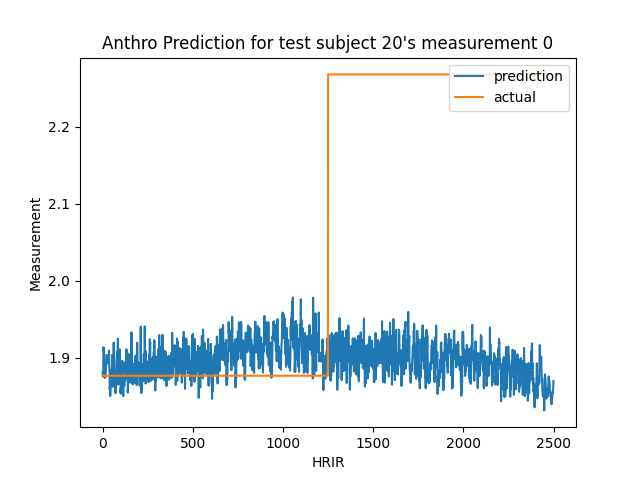 Anthro Prediction for test subject 20's measurement 0
prediction
actual
Measurement
2.2
2.1
2.0
1.9
0
500
1000
1500
2000
2500
HRIR